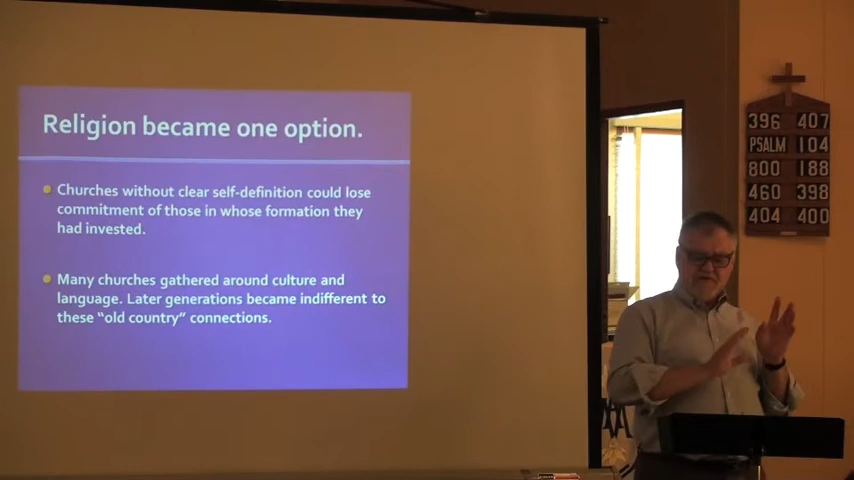 Religion became one option.
Churches without clear self-definition could lose
commitment of those in whose formation they
had invested.
Many churches gathered around culture and
language. Later generations became indifferent to
these “old country” connections.
396 407
PSALM 104
800 188
460 398
404 400